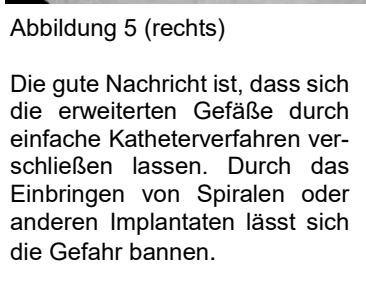 Abbildung 5 (rechts)
Die gute Nachricht ist, dass sich
die erweiterten Gefäße durch
einfache Katheterverfahren ver-
schließen lassen. Durch das
Einbringen von Spiralen oder
anderen Implantaten lässt sich
die Gefahr bannen.